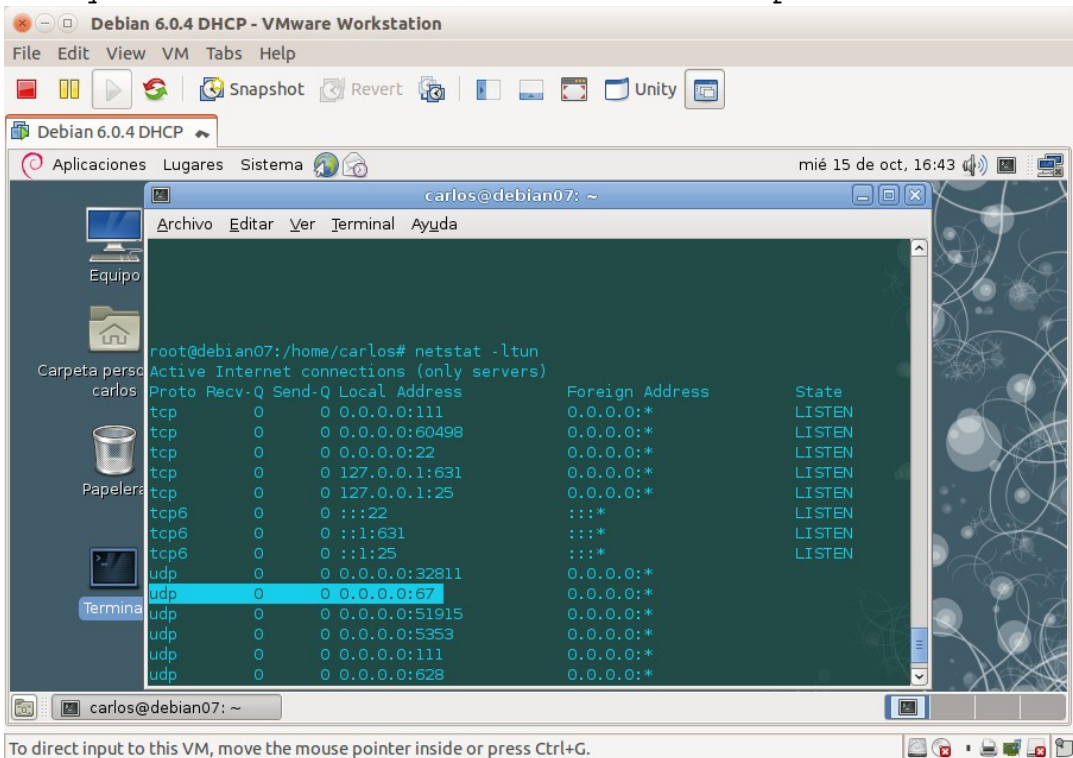 Debian 6.0.4 DHCP - VMware Workstation
File Edit View VM Tabs Help
Snapshot Revert Unity
Debian 6.0.4 DHCP
Aplicaciones Lugares Sistema mié 15 de oct, 16:43
carlos@debian07: ~
Archivo Editar Ver Terminal Ayuda
Equipo
Carpeta perso
carlos
Papelera
Termina
root@debian07:/home/carlos# netstat -ltun
Active Internet connections (only servers)
Proto Recv-Q Send-Q Local Address Foreign Address State
tcp 0 0 0.0.0.0:111 0.0.0.0:* LISTEN
tcp 0 0 0.0.0.0:60498 0.0.0.0:* LISTEN
tcp 0 0 0.0.0.0:22 0.0.0.0:* LISTEN
tcp 0 0 127.0.0.1:631 0.0.0.0:* LISTEN
tcp 0 0 127.0.0.1:25 0.0.0.0:* LISTEN
tcp6 0 0 :::22 :::* LISTEN
tcp6 0 0 ::1:631 :::* LISTEN
tcp6 0 0 ::1:25 :::* LISTEN
udp 0 0 0.0.0.0:32811 0.0.0.0:*
udp 0 0 0.0.0.0:67 0.0.0.0:*
udp 0 0 0.0.0.0:51915 0.0.0.0:*
udp 0 0 0.0.0.0:5353 0.0.0.0:*
udp 0 0 0.0.0.0:111 0.0.0.0:*
udp 0 0 0.0.0.0:628 0.0.0.0:*
carlos@debian07: ~
To direct input to this VM, move the mouse pointer inside or press Ctrl+G.